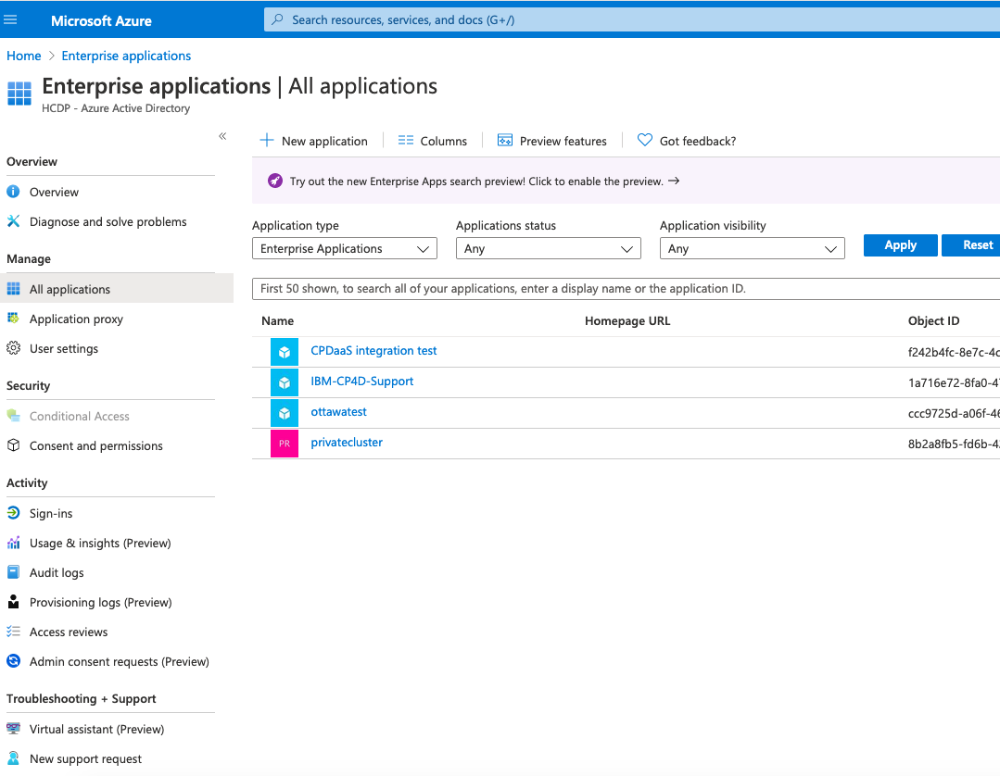 Microsoft Azure
Search resources, services, and docs (G+/)
Home > Enterprise applications
Enterprise applications | All applications
HCDP - Azure Active Directory
«
Overview
Overview
Diagnose and solve problems
Manage
All applications
Application proxy
User settings
Security
Conditional Access
Consent and permissions
Activity
Sign-ins
Usage & insights (Preview)
Audit logs
Provisioning logs (Preview)
Access reviews
Admin consent requests (Preview)
Troubleshooting + Support
Virtual assistant (Preview)
New support request
New application Columns Preview features Got feedback?
Try out the new Enterprise Apps search preview! Click to enable the preview. →
Application type Applications status Application visibility
Enterprise Applications Any Any Apply Reset
First 50 shown, to search all of your applications, enter a display name or the application ID.
Name Homepage URL Object ID
CPDaaS integration test f242b4fc-8e7c-4c
IBM-CP4D-Support 1a716e72-8fa0-47
ottawatest ccc9725d-a06f-46
PR privatecluster 8b2a8fb5-fd6b-4